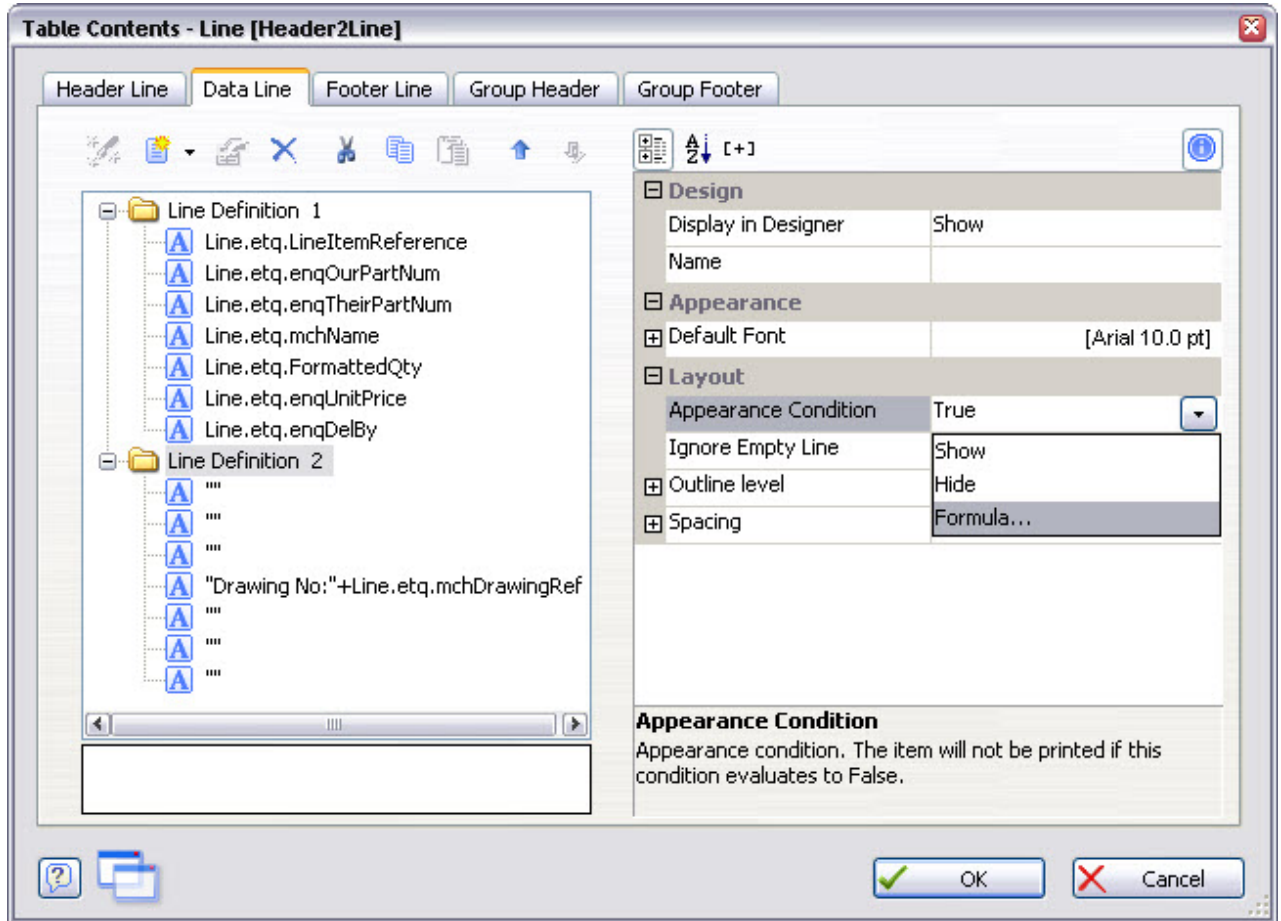 Table Contents - Line [Header2Line]
Header Line
Data Line
Footer Line
Group Header
Group Footer
A
Z
[+]
Line Definition 1
A Line.etq.LineItemReference
A Line.etq.enqOurPartNum
A Line.etq.enqTheirPartNum
A Line.etq.mchName
A Line.etq.FormattedQty
A Line.etq.enqUnitPrice
A Line.etq.enqDelBy
Line Definition 2
A ""
A ""
A ""
A "Drawing No:"+Line.etq.mchDrawingRef
A ""
A ""
A ""
Design
Display in Designer Show
Name
Appearance
Default Font [Arial 10.0 pt]
Layout
Appearance Condition True
Ignore Empty Line
Outline level
Spacing
Show
Hide
Formula...
Appearance Condition
Appearance condition. The item will not be printed if this
condition evaluates to False.
?
OK
Cancel